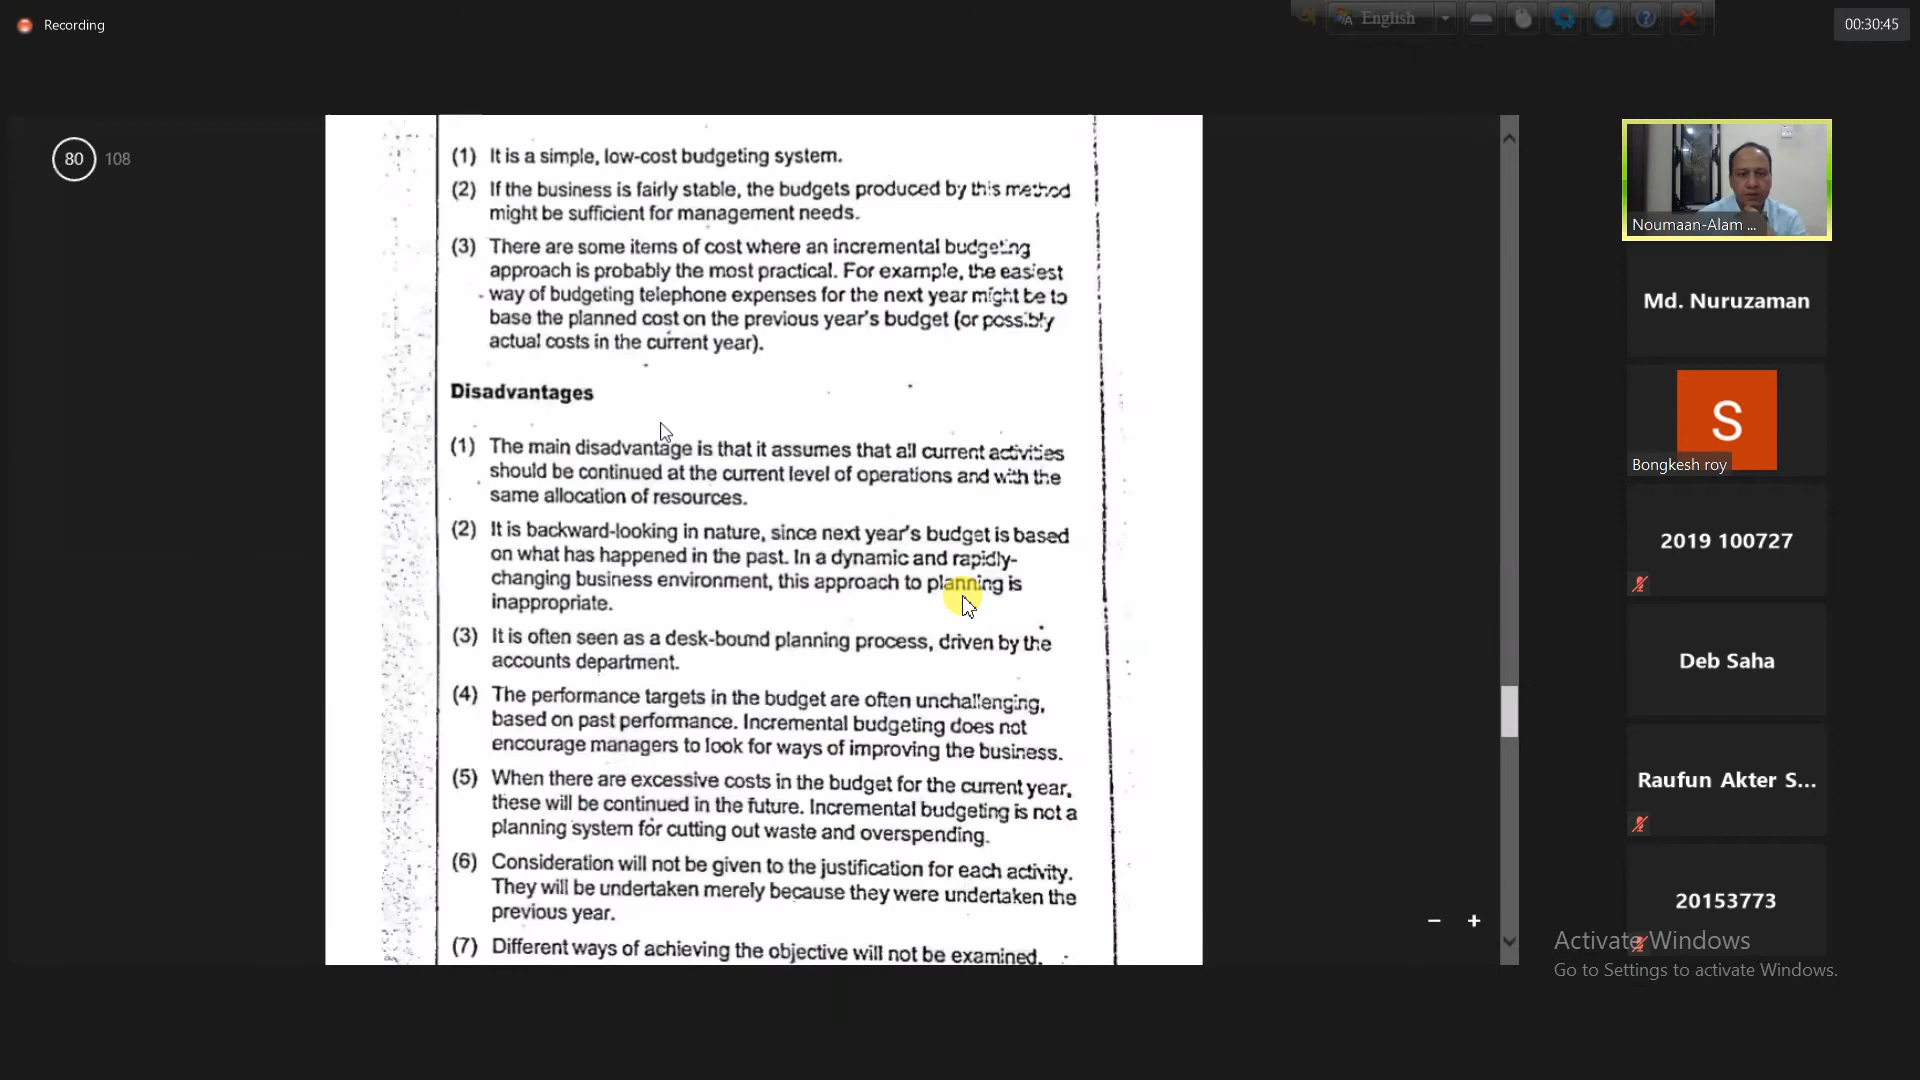 Recording
English
00:30:45
80 108
(1) It is a simple, low-cost budgeting system.
(2) If the business is fairly stable, the budgets produced by this method
might be sufficient for management needs.
(3) There are some items of cost where an incremental budgeting
approach is probably the most practical. For example, the easiest
way of budgeting telephone expenses for the next year might be to
base the planned cost on the previous year's budget (or possibly
actual costs in the current year).
Disadvantages
(1) The main disadvantage is that it assumes that all current activities
should be continued at the current level of operations and with the
same allocation of resources.
(2) It is backward-looking in nature, since next year's budget is based
on what has happened in the past. In a dynamic and rapidly-
changing business environment, this approach to planning is
inappropriate.
(3) It is often seen as a desk-bound planning process, driven by the
accounts department.
(4) The performance targets in the budget are often unchallenging,
based on past performance. Incremental budgeting does not
encourage managers to look for ways of improving the business.
(5) When there are excessive costs in the budget for the current year,
these will be continued in the future. Incremental budgeting is not a
planning system for cutting out waste and overspending.
(6) Consideration will not be given to the justification for each activity.
They will be undertaken merely because they were undertaken the
previous year.
(7) Different ways of achieving the objective will not be examined.
Noumaan-Alam ...
Md. Nuruzaman
S
Bongkesh roy
2019 100727
Deb Saha
Raufun Akter S...
20153773
Activate Windows
Go to Settings to activate Windows.